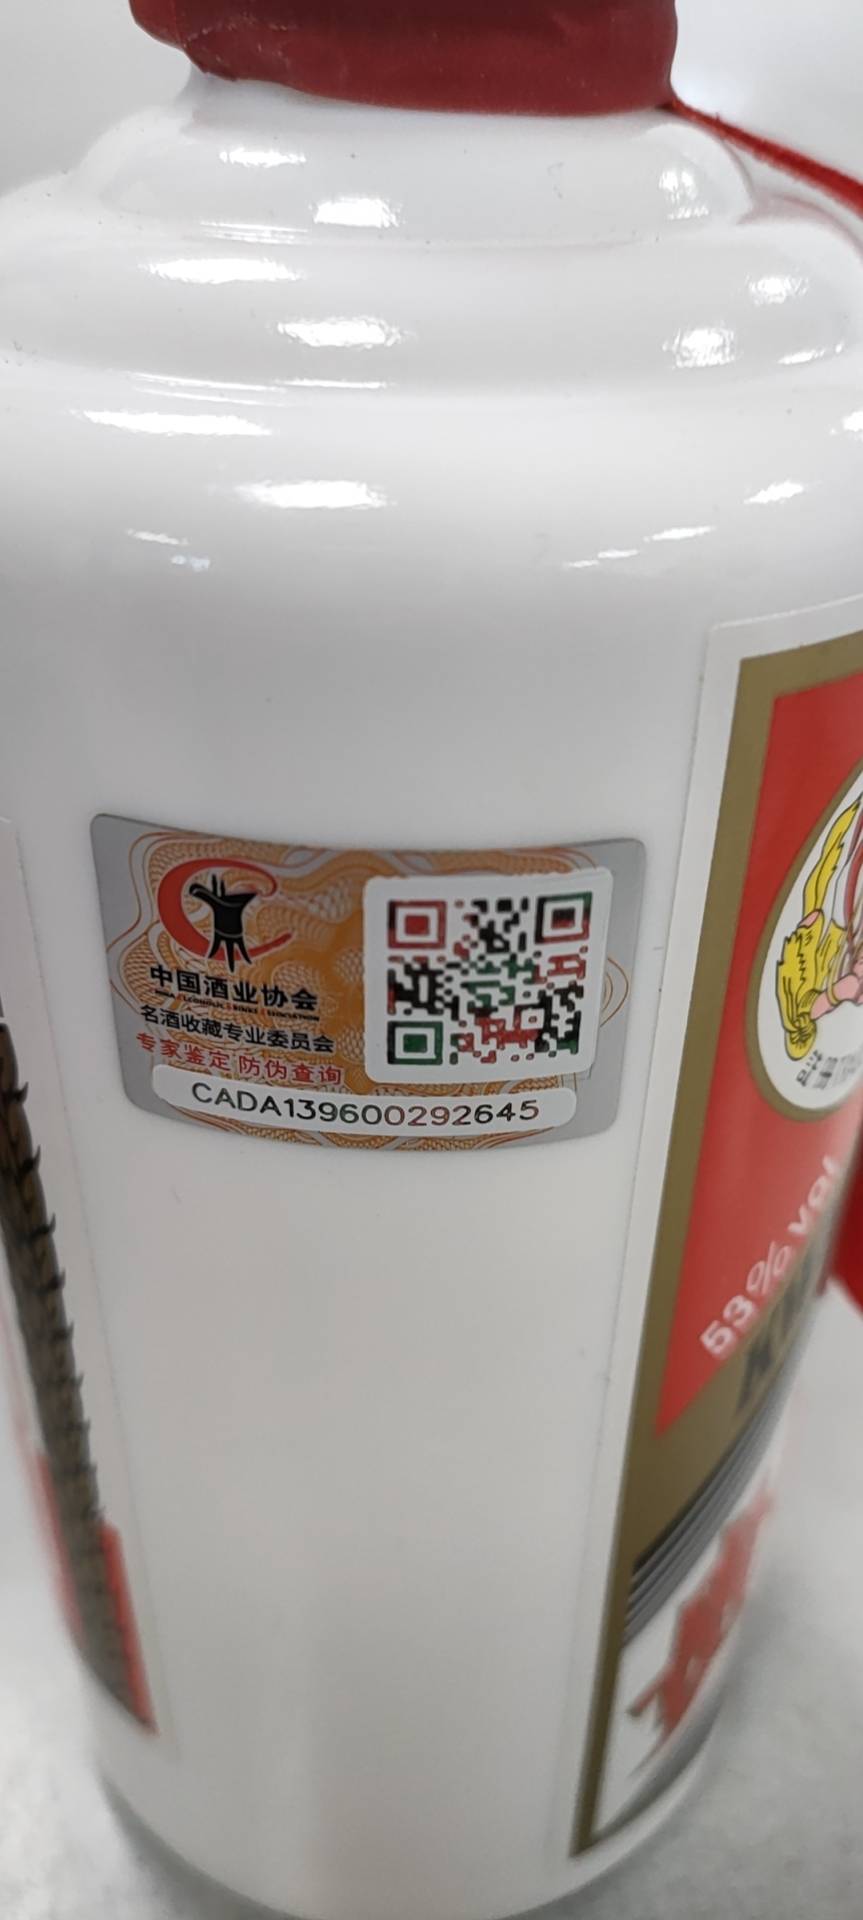 中国酒业协会
名酒收藏专业委员会
专家鉴定 防伪查询
CADA139600292645
53% vol